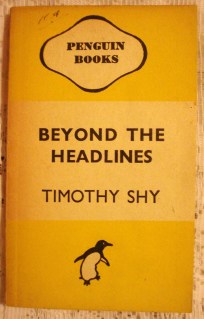 PENGUIN
BOOKS
BEYOND THE
HEADLINES
TIMOTHY SHY